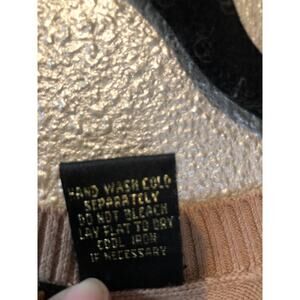 HAND WASH COLD
SEPARATELY
DO NOT BLEACH
LAY FLAT TO DRY
COOL IRON
IF NECESSARY